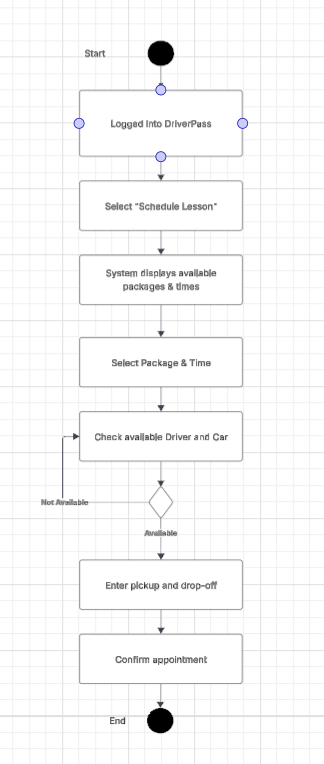 Start
Logged into DriverPass
Select "Schedule Lesson"
System displays available
packages & times
Select Package & Time
Check available Driver and Car
Not Available
Available
Enter pickup and drop-off
Confirm appointment
End